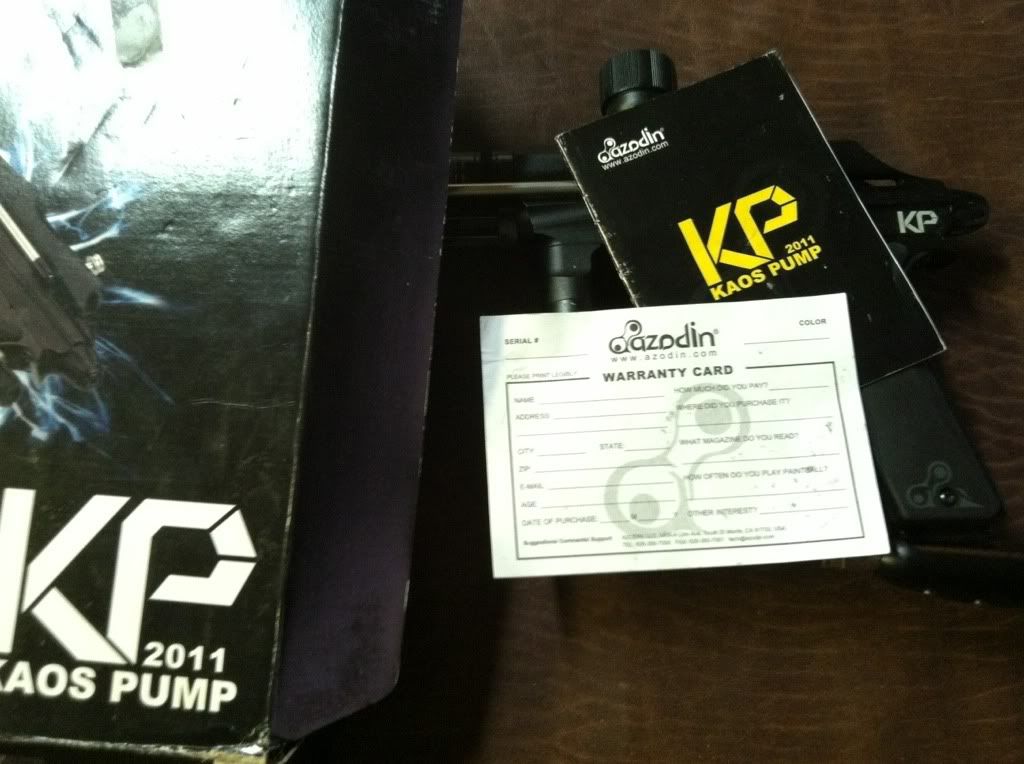 KP
2011
KAOS PUMP
azodin
www.azodin.com
KP
2011
KAOS PUMP
KP
SERIAL #
azodin®
COLOR
www.azodin.com
PLEASE PRINT LEGIBLY
WARRANTY CARD
NAME
HOW MUCH DID YOU PAY?
ADDRESS
WHERE DID YOU PURCHASE IT?
CITY
STATE:
WHAT MAGAZINE DO YOU READ?
ZIP
E-MAIL
HOW OFTEN DO YOU PLAY PAINTBALL?
AGE
DATE OF PURCHASE:
OTHER INTEREST?
Suggestions/ Comments/ Support